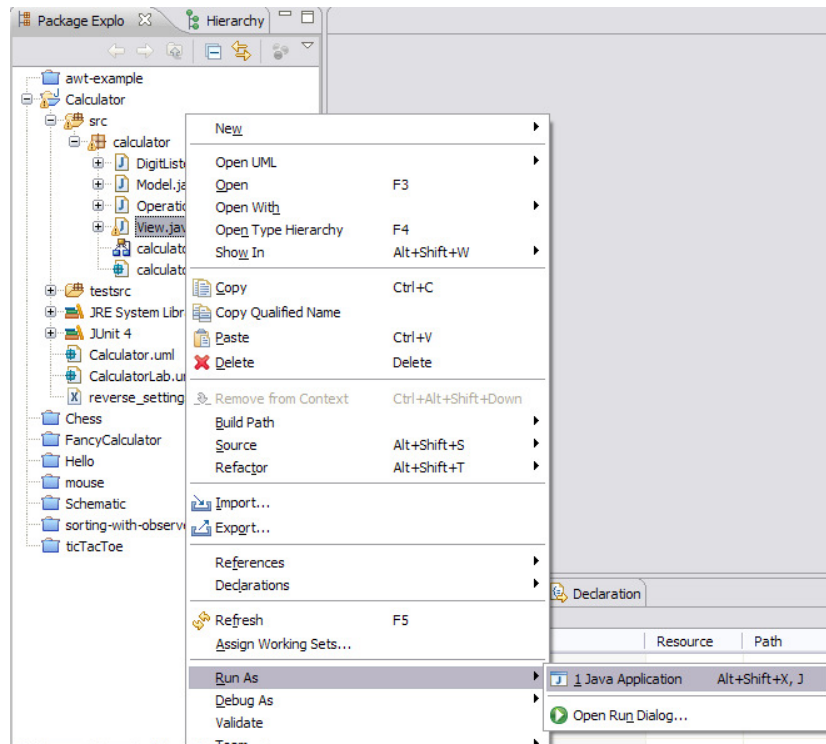 Package Explo
Hierarchy
awt-example
Calculator
src
calculator
DigitListe
Model.ja
Operatio
View.jav
calculato
calculato
testsrc
JRE System Libr
JUnit 4
Calculator.uml
CalculatorLab.u
reverse_setting
Chess
FancyCalculator
Hello
mouse
Schematic
sorting-with-observe
ticTacToe
New
Open UML
Open F3
Open With
Open Type Hierarchy F4
Show In Alt+Shift+W
Copy Ctrl+C
Copy Qualified Name
Paste Ctrl+V
Delete Delete
Remove from Context Ctrl+Alt+Shift+Down
Build Path
Source Alt+Shift+S
Refactor Alt+Shift+T
Import...
Export...
References
Declarations
Refresh F5
Assign Working Sets...
Run As
Debug As
Validate
Team
Declaration
Resource Path
1 Java Application Alt+Shift+X, J
Open Run Dialog...